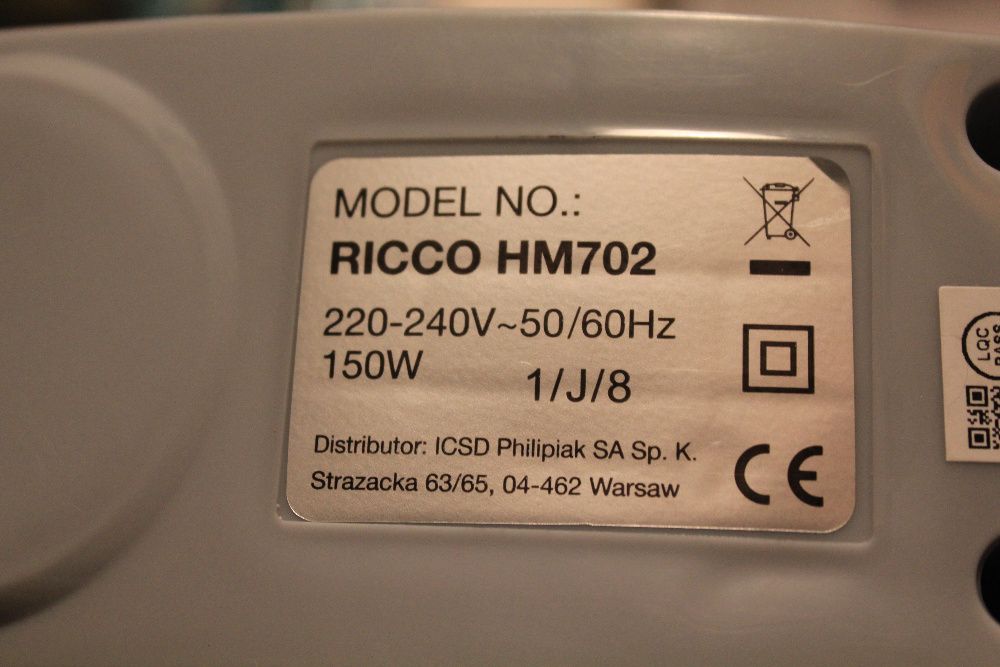 MODEL NO.:
RICCO HM702
220-240V~50/60Hz
150W
1/J/8
Distributor: ICSD Philipiak SA Sp. K.
Strazacka 63/65, 04-462 Warsaw
CE
LQC
PASS